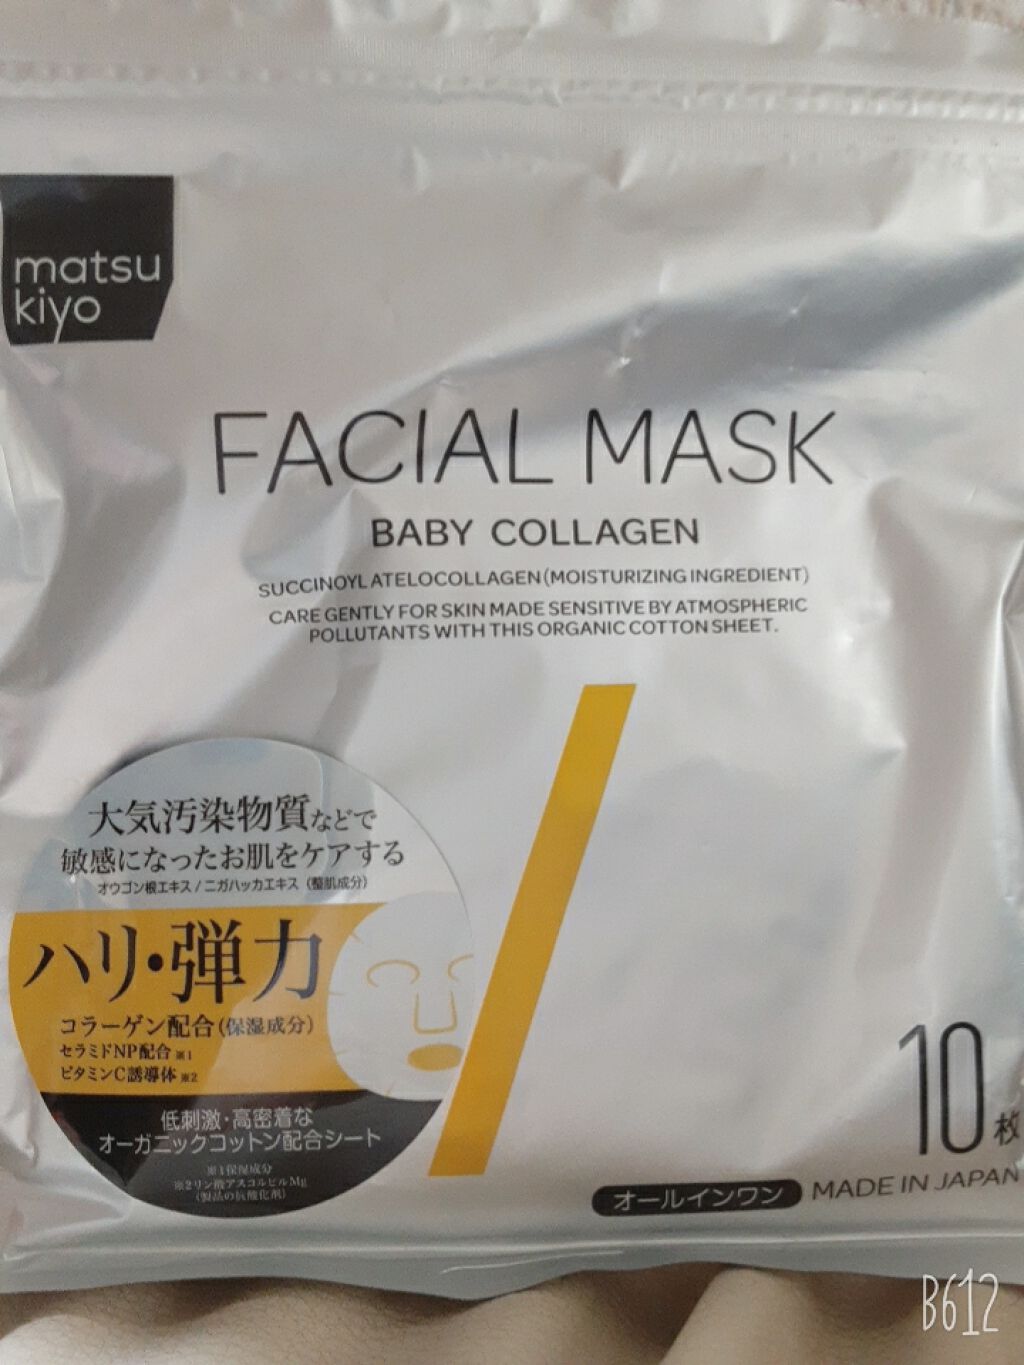 matsu
kiyo
FACIAL MASK
BABY COLLAGEN
SUCCINOYL ATELOCOLLAGEN (MOISTURIZING INGREDIENT)
CARE GENTLY FOR SKIN MADE SENSITIVE BY ATMOSPHERIC
POLLUTANTS WITH THIS ORGANIC COTTON SHEET.
大気汚染物質などで
敏感になったお肌をケアする
オウゴン根エキス/ニガハッカエキス(整肌成分)
ハリ・弾力
コラーゲン配合(保湿成分)
セラミドNP配合※1
ビタミンC誘導体※2
低刺激・高密着な
オーガニックコットン配合シート
※1保湿成分
※2リン酸アスコルビルMg
(製品の抗酸化剤)
10枚
オールインワン MADE IN JAPAN
B612